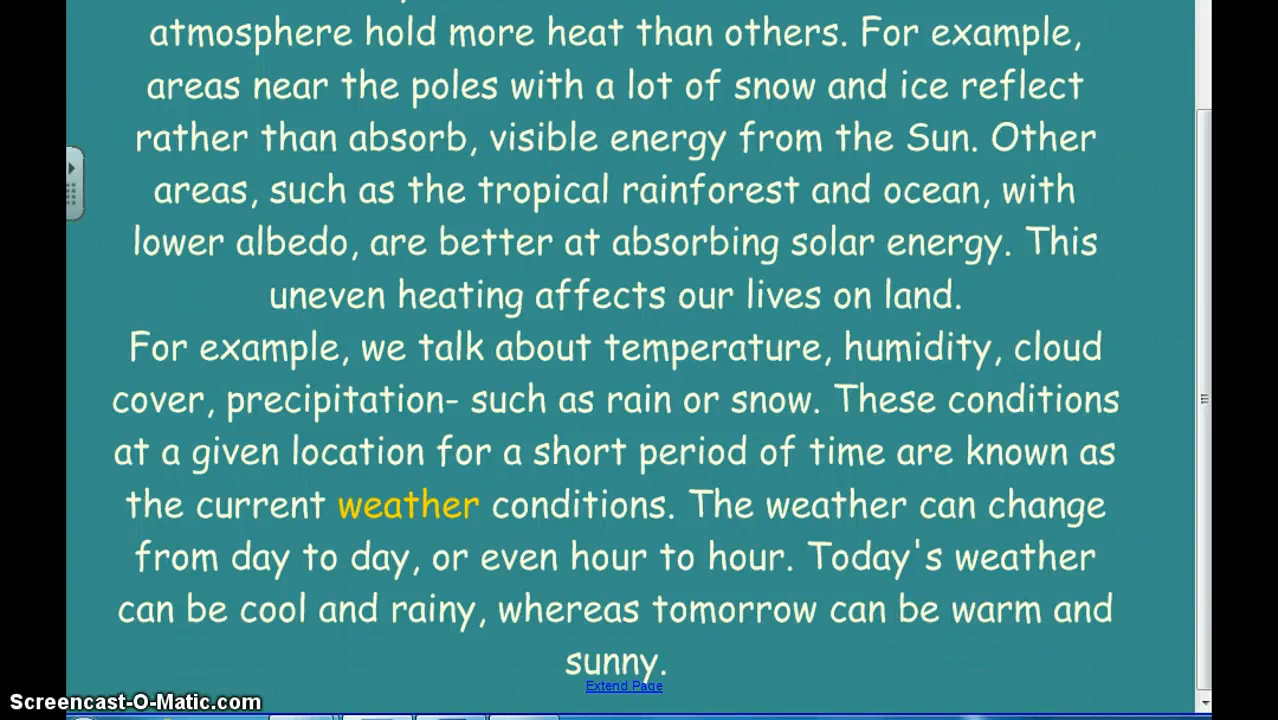 atmosphere hold more heat than others. For example,
areas near the poles with a lot of snow and ice reflect
rather than absorb, visible energy from the Sun. Other
areas, such as the tropical rainforest and ocean, with
lower albedo, are better at absorbing solar energy. This
uneven heating affects our lives on land.
For example, we talk about temperature, humidity, cloud
cover, precipitation- such as rain or snow. These conditions
at a given location for a short period of time are known as
the current weather conditions. The weather can change
from day to day, or even hour to hour. Today's weather
can be cool and rainy, whereas tomorrow can be warm and
sunny.
Extend Page
Screencast-O-Matic.com